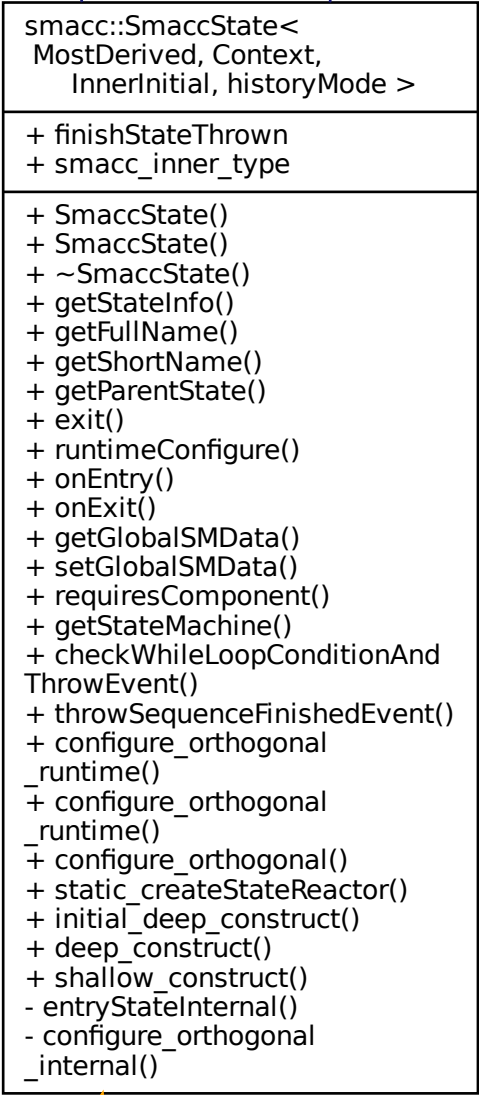 smacc::SmaccState<
MostDerived, Context,
InnerInitial, historyMode >
+ finishStateThrown
+ smacc_inner_type
+ SmaccState()
+ SmaccState()
+ ~SmaccState()
+ getStateInfo()
+ getFullName()
+ getShortName()
+ getParentState()
+ exit()
+ runtimeConfigure()
+ onEntry()
+ onExit()
+ getGlobalSMData()
+ setGlobalSMData()
+ requiresComponent()
+ getStateMachine()
+ checkWhileLoopConditionAnd
ThrowEvent()
+ throwSequenceFinishedEvent()
+ configure_orthogonal
_runtime()
+ configure_orthogonal
_runtime()
+ configure_orthogonal()
+ static_createStateReactor()
+ initial_deep_construct()
+ deep_construct()
+ shallow_construct()
- entryStateInternal()
- configure_orthogonal
_internal()